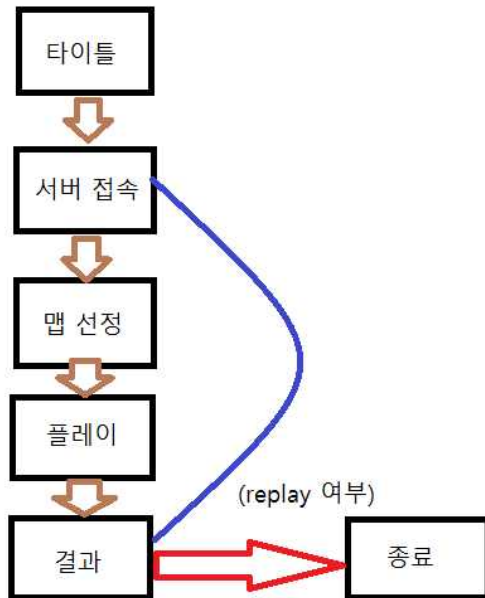 타이틀
서버 접속
맵 선정
플레이
(replay 여부)
결과
종료